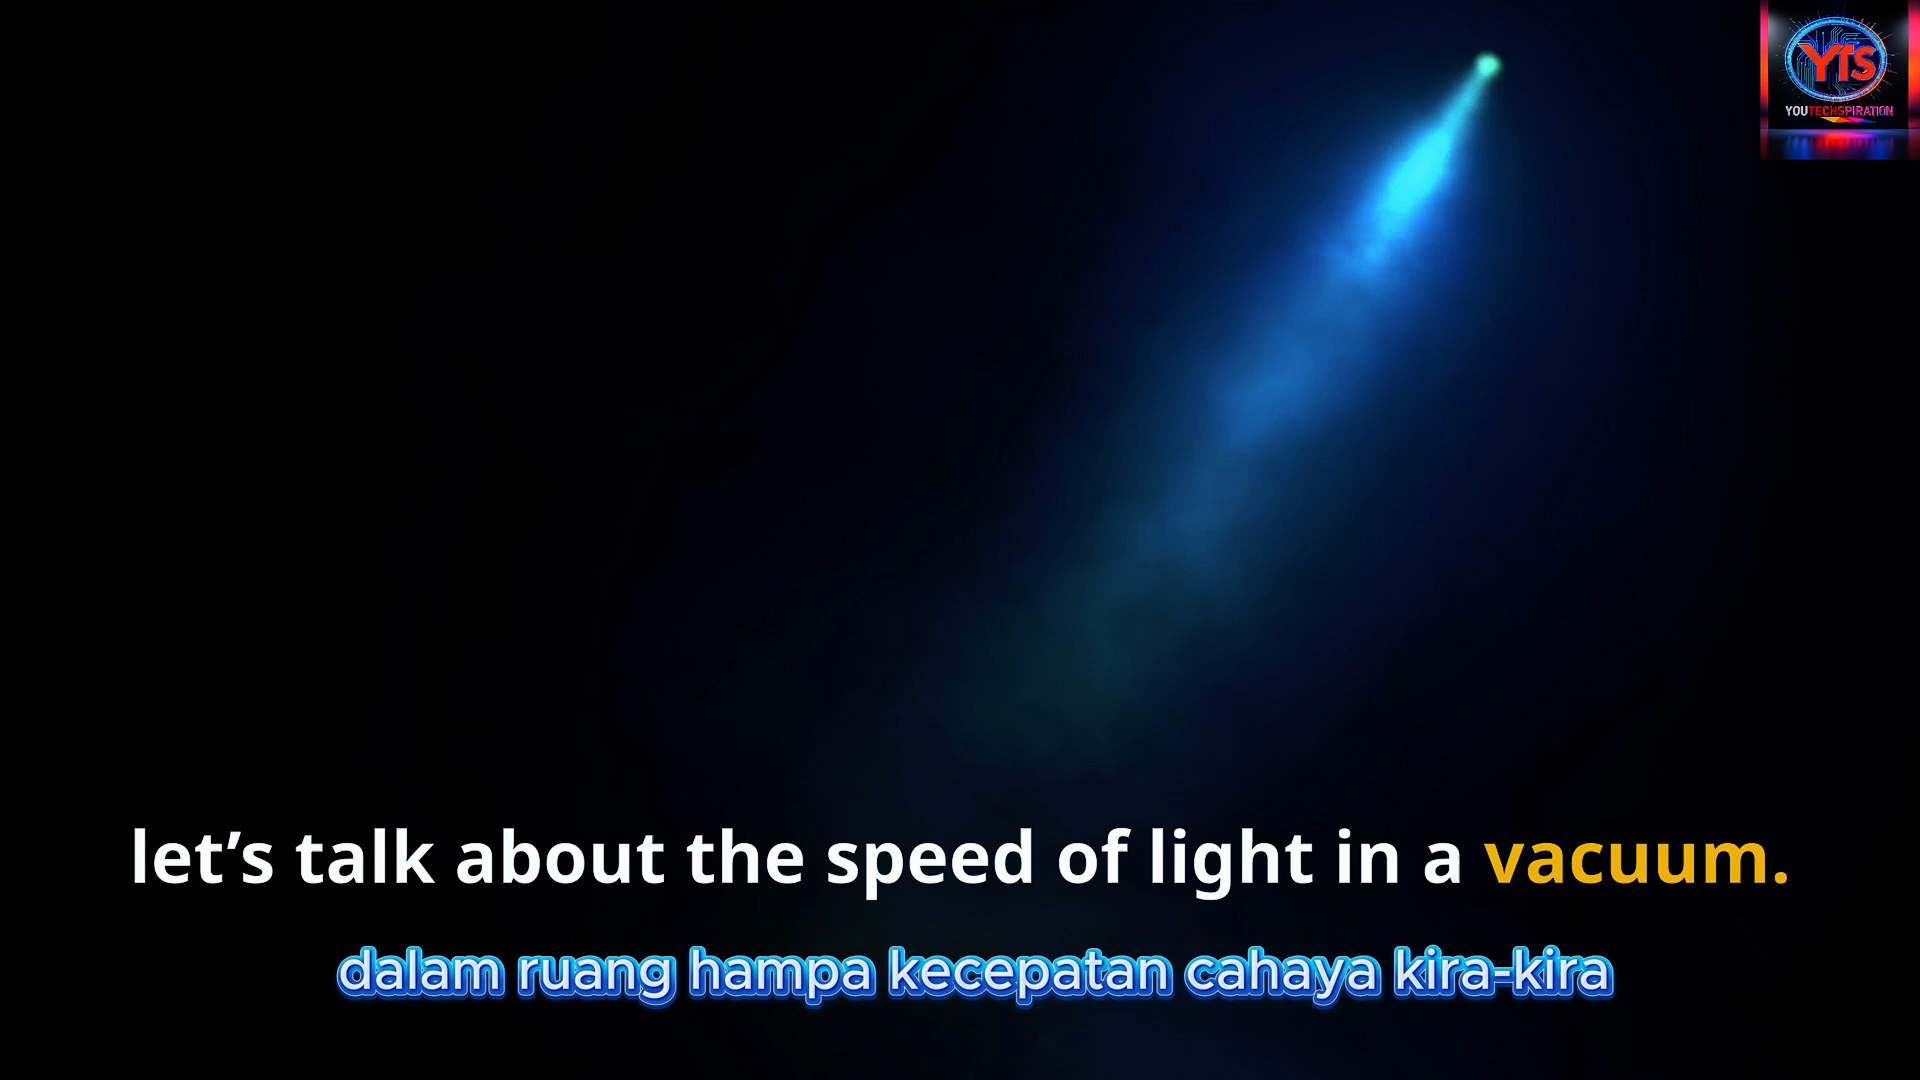 YTS
YOUTECHSPIRATION
let’s talk about the speed of light in a vacuum.
dalam ruang hampa kecepatan cahaya kira-kira